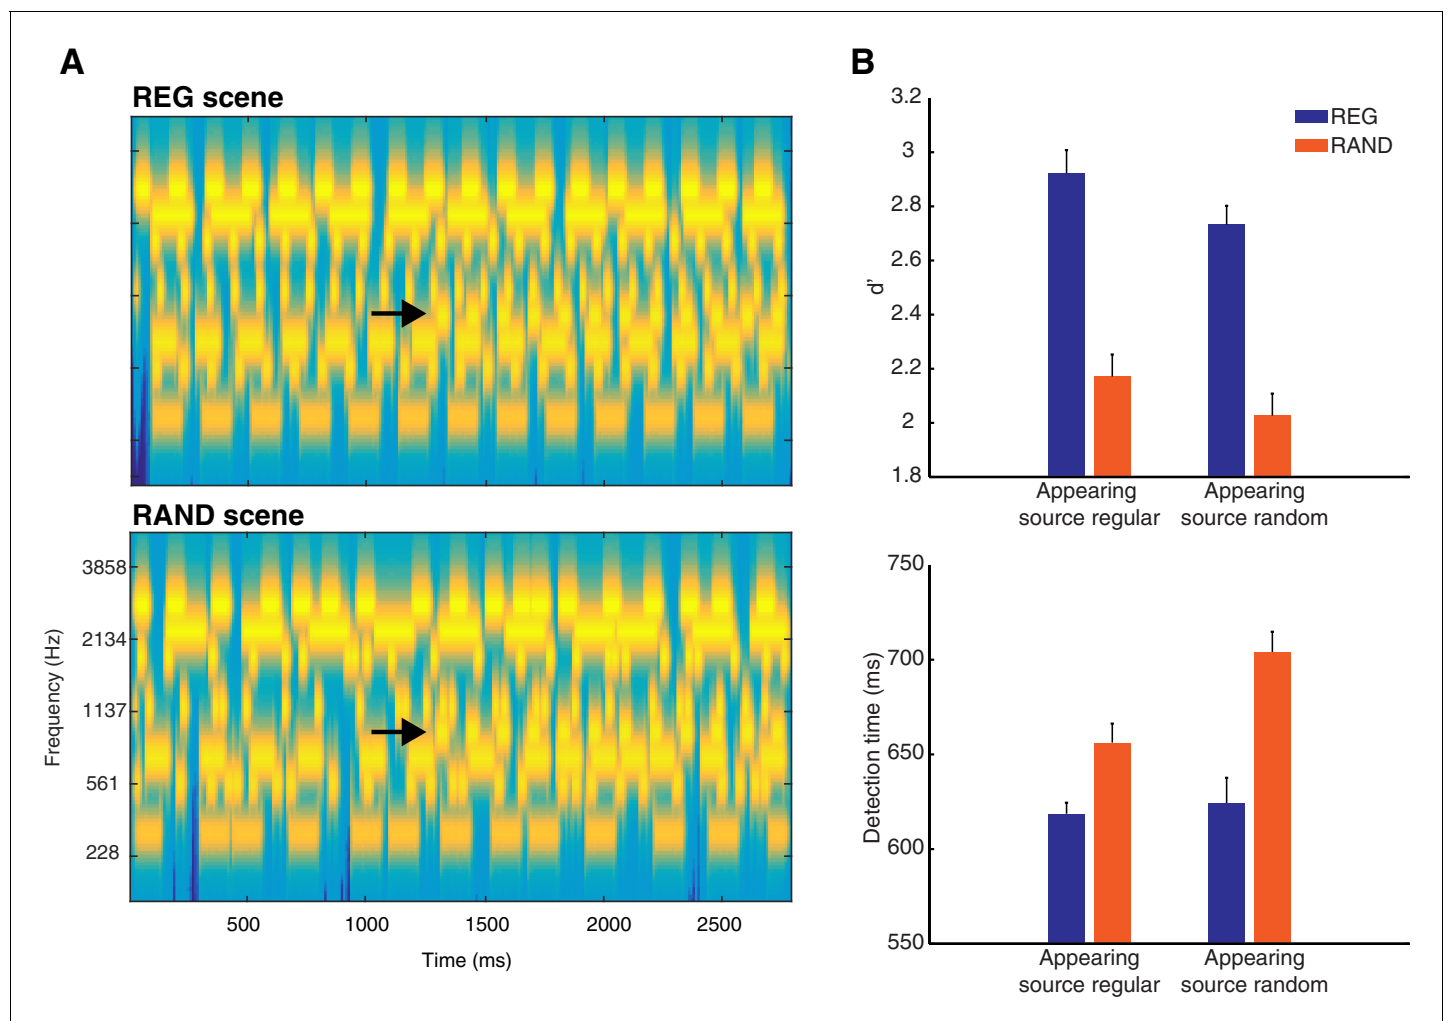 A
REG scene
RAND scene
3858
2134
1137
561
228
Frequency (Hz)
500
1000
1500
2000
2500
Time (ms)
B
3.2
3
2.8
2.6
2.4
2.2
2
1.8
d'
REG
RAND
Appearing
source regular
Appearing
source random
750
700
650
600
550
Detection time (ms)
Appearing
source regular
Appearing
source random